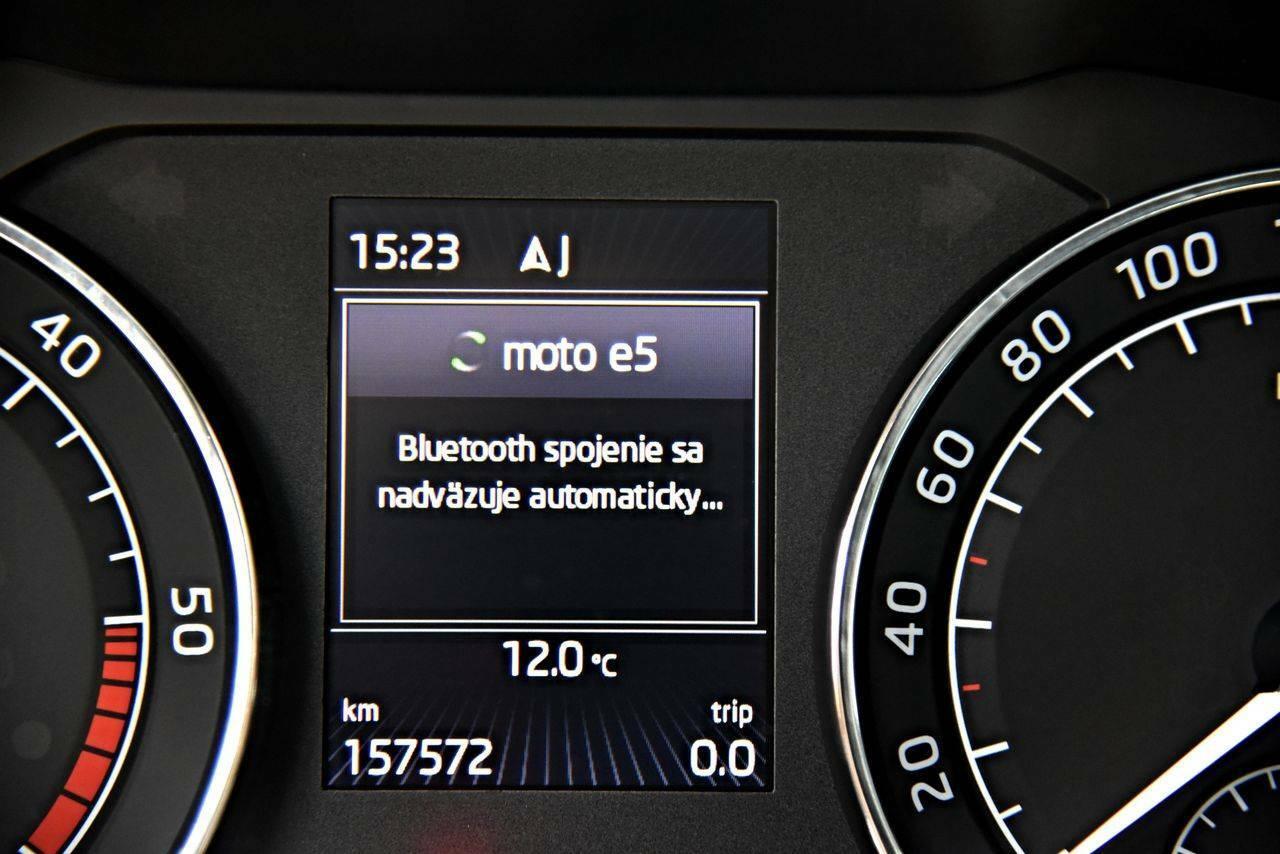 15:23 J
moto e5
Bluetooth spojenie sa
nadväzuje automaticky...
12.0 °C
km
trip
157572
0.0
40
50
100
80
60
40
20